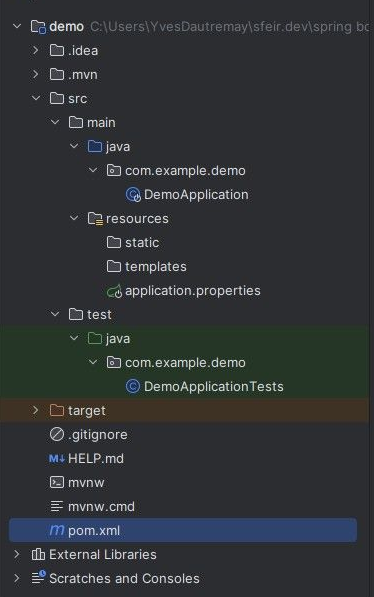 demo C:\Users\YvesDautremay\sfeir.dev\spring bo
.idea
.mvn
src
main
java
com.example.demo
DemoApplication
resources
static
templates
application.properties
test
java
com.example.demo
DemoApplicationTests
target
.gitignore
M↓ HELP.md
mvnw
mvnw.cmd
m pom.xml
External Libraries
Scratches and Consoles